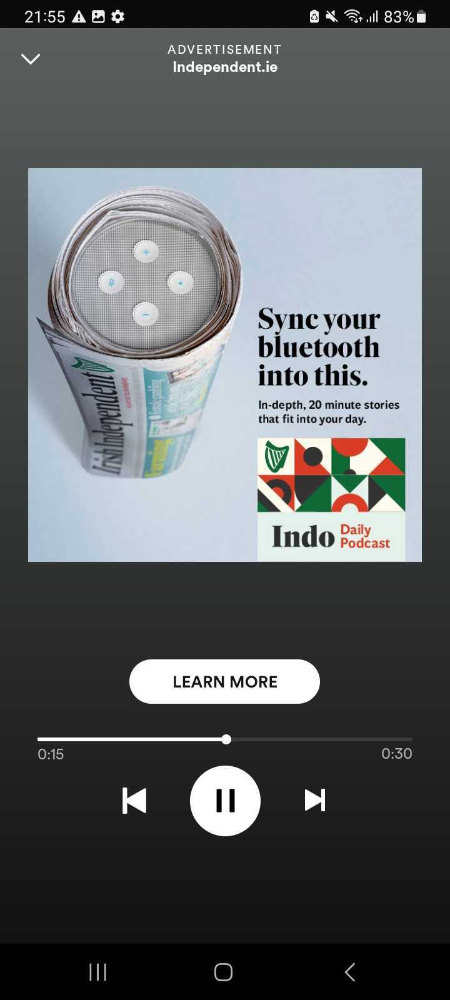 21:55
83%
ADVERTISEMENT
Independent.ie
Irish Independent
Farming
Sync your
bluetooth
into this.
In-depth, 20 minute stories
that fit into your day.
Indo Daily
Podcast
LEARN MORE
0:15
0:30